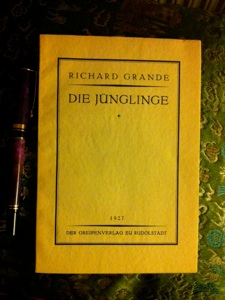 RICHARD GRANDE
DIE JÜNGLINGE
*
1927
DER GREIFENVERLAG ZU RUDOLSTADT